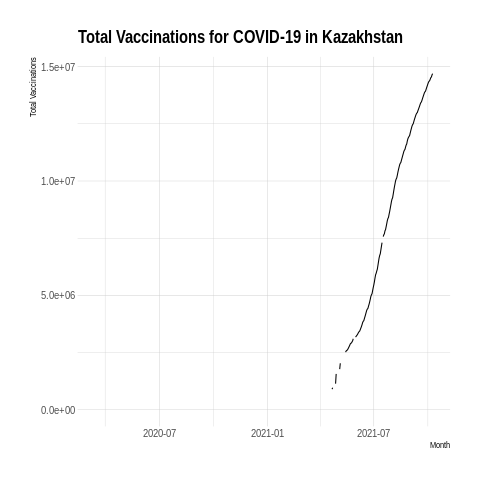 Total Vaccinations for COVID-19 in Kazakhstan
Total Vaccinations
1.5e+07
1.0e+07
5.0e+06
0.0e+00
2020-07
2021-01
2021-07
Month